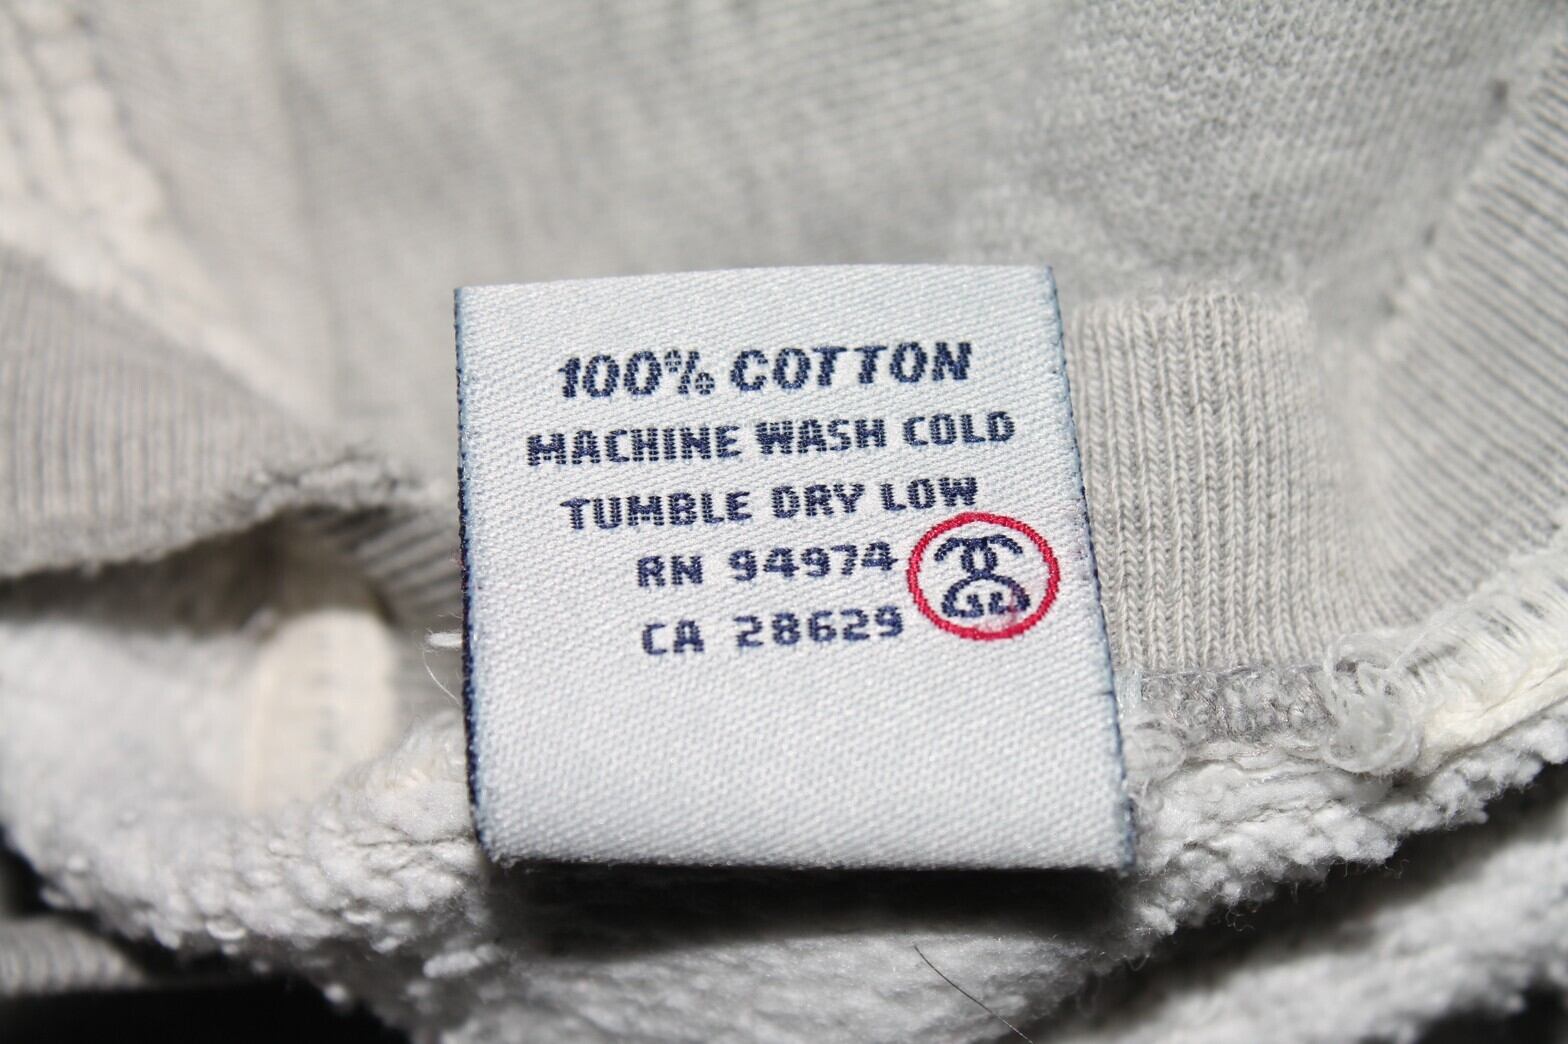 100% COTTON
MACHINE WASH COLD
TUMBLE DRY LOW
RN 94974
CA 28629